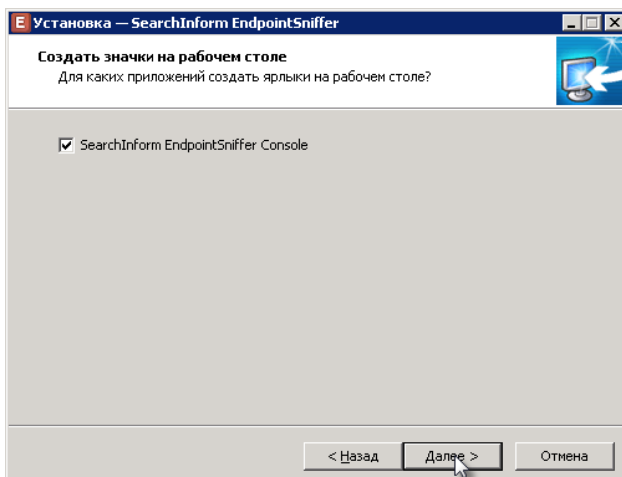 E Установка — SearchInform EndpointSniffer
Создать значки на рабочем столе
Для каких приложений создать ярлыки на рабочем столе?
SearchInform EndpointSniffer Console
< Назад Далее > Отмена